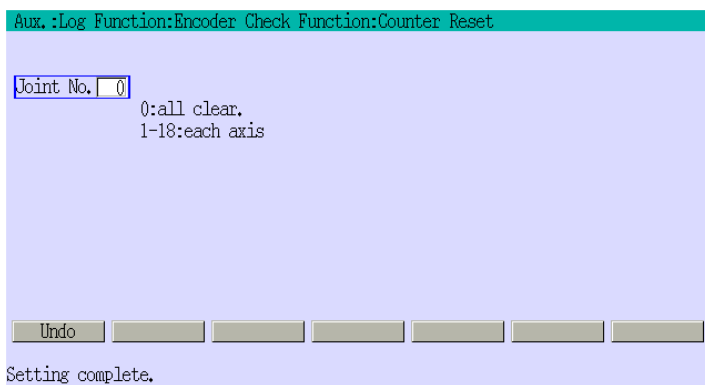 Aux.:Log Function:Encoder Check Function:Counter Reset
Joint No. 0
0:all clear.
1-18:each axis
Undo
Setting complete.